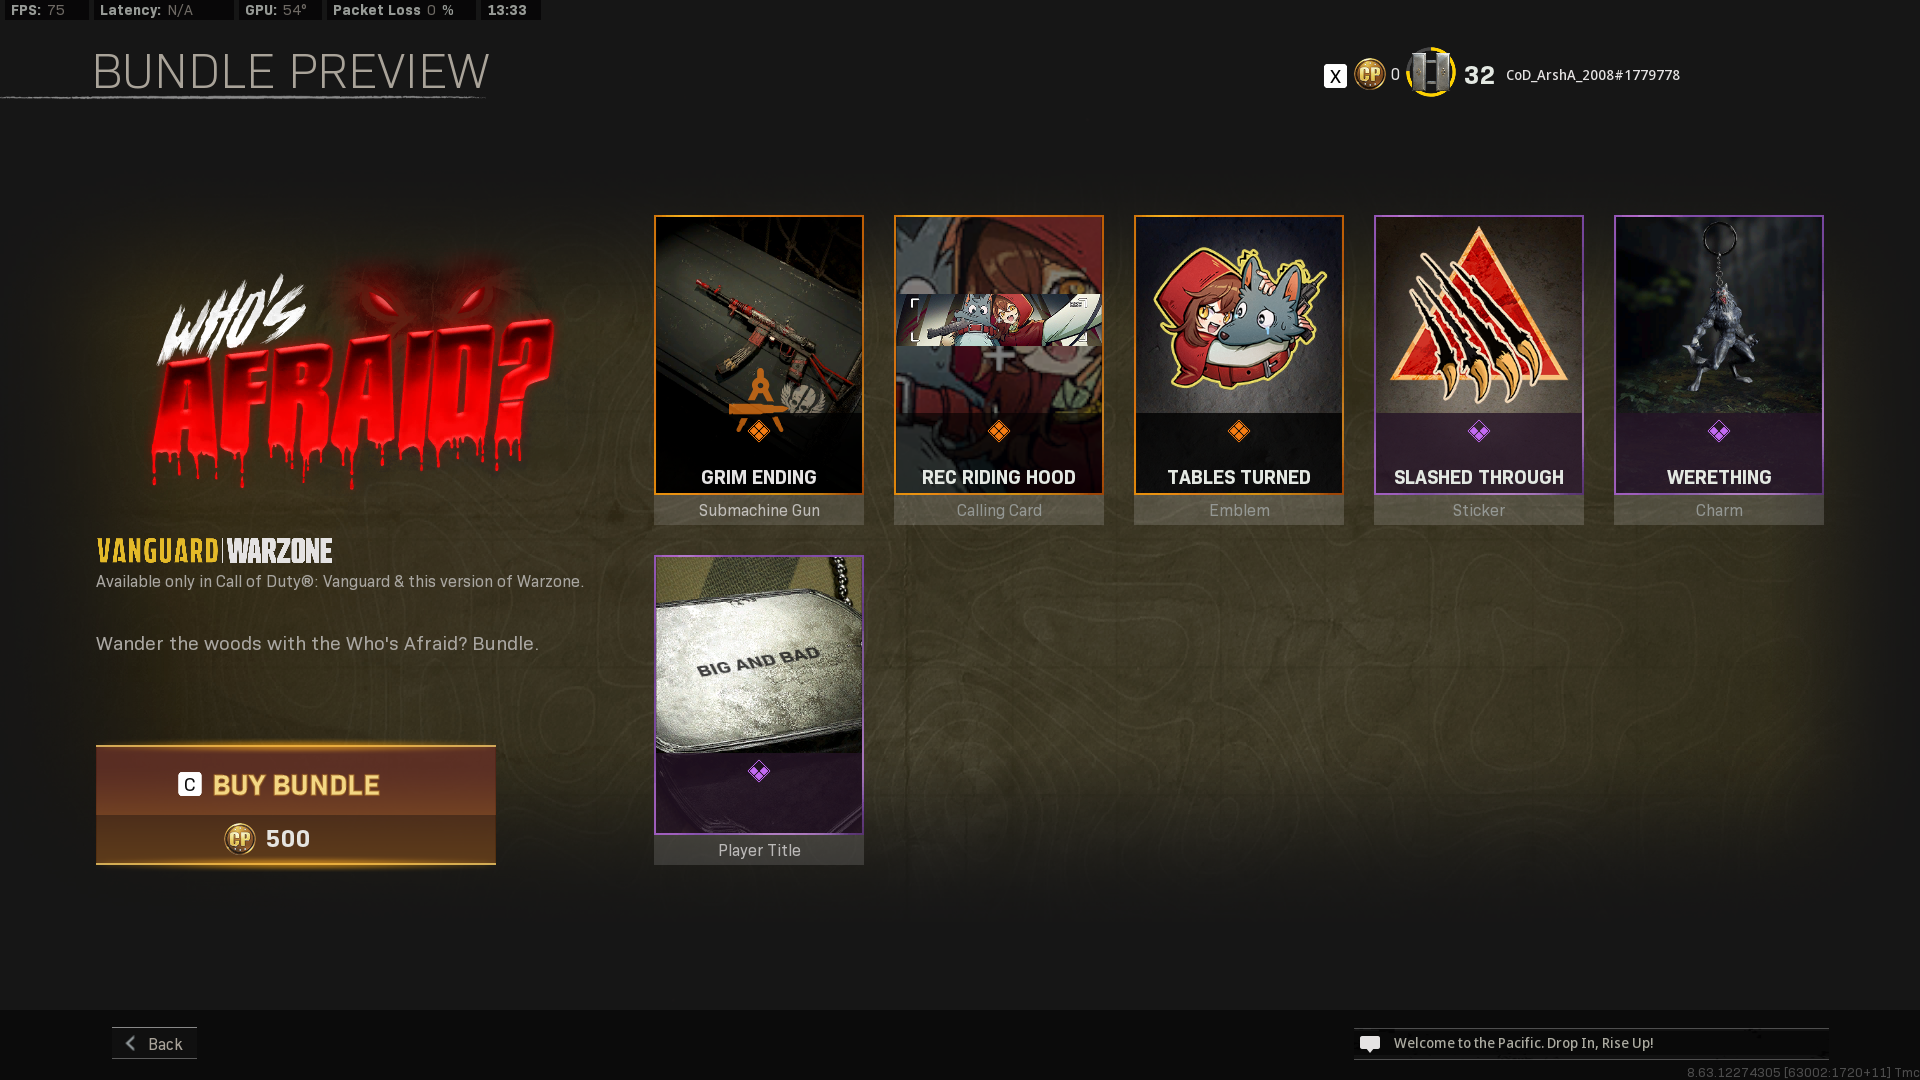 FPS: 75 Latency: N/A GPU: 54° Packet Loss 0 % 13:33
BUNDLE PREVIEW
X CP 0 32 CoD_ArshA_2008#1779778
WHO'S
AFRAID?
VANGUARD | WARZONE
Available only in Call of Duty®: Vanguard & this version of Warzone.
Wander the woods with the Who's Afraid? Bundle.
C BUY BUNDLE
CP 500
GRIM ENDING
Submachine Gun
REC RIDING HOOD
Calling Card
TABLES TURNED
Emblem
SLASHED THROUGH
Sticker
WERETHING
Charm
BIG AND BAD
Player Title
Back
Welcome to the Pacific. Drop In, Rise Up!
8.63.12274305 [63002:1720+11] Tmc